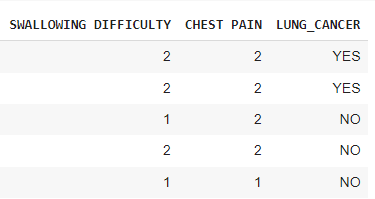 SWALLOWING DIFFICULTY CHEST PAIN LUNG_CANCER
2 2 YES
2 2 YES
1 2 NO
2 2 NO
1 1 NO